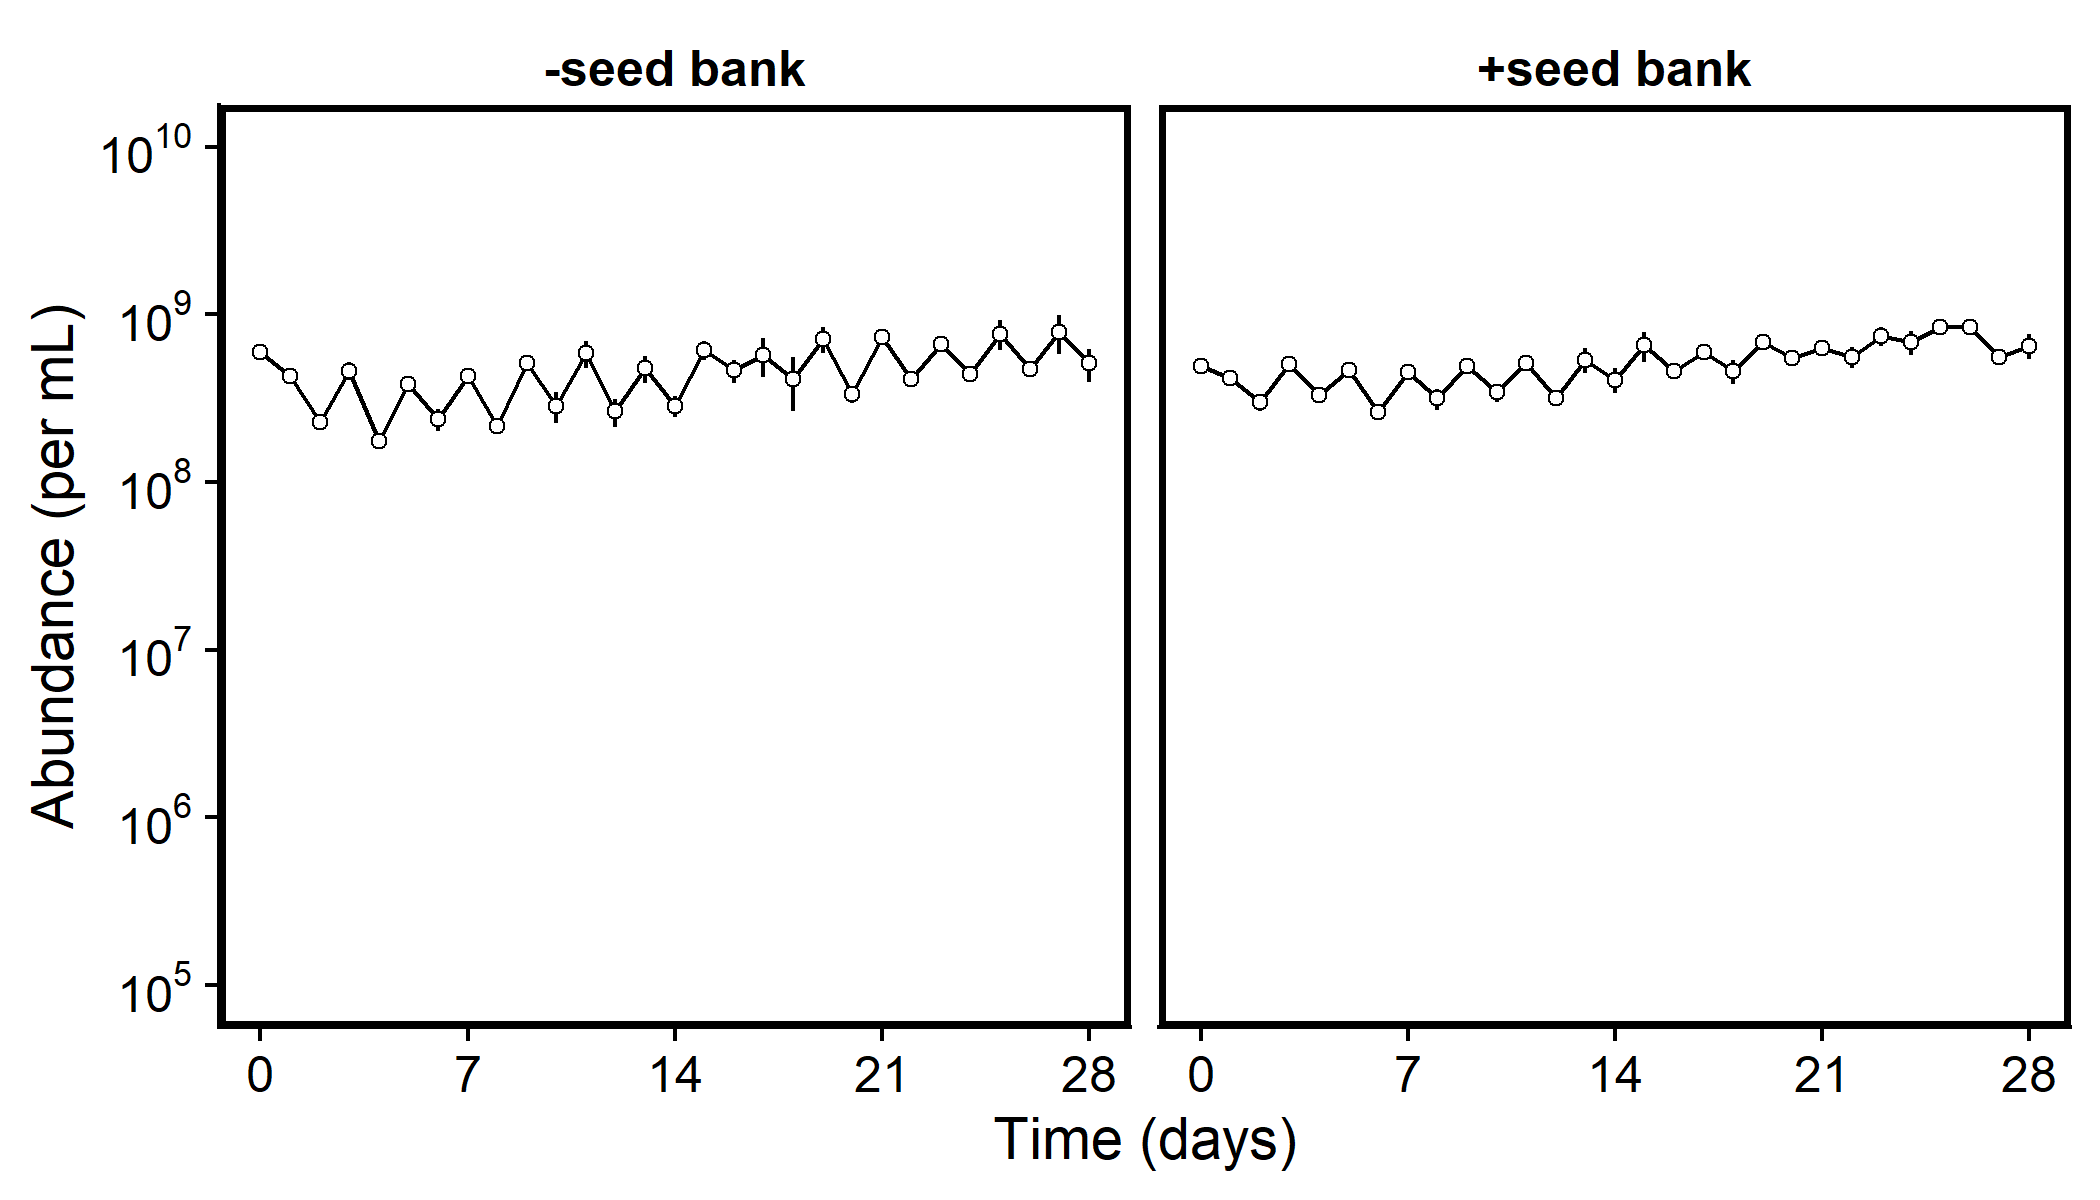 -seed bank
+seed bank
Abundance (per mL)
10^10
10^9
10^8
10^7
10^6
10^5
0 7 14 21 28
0 7 14 21 28
Time (days)